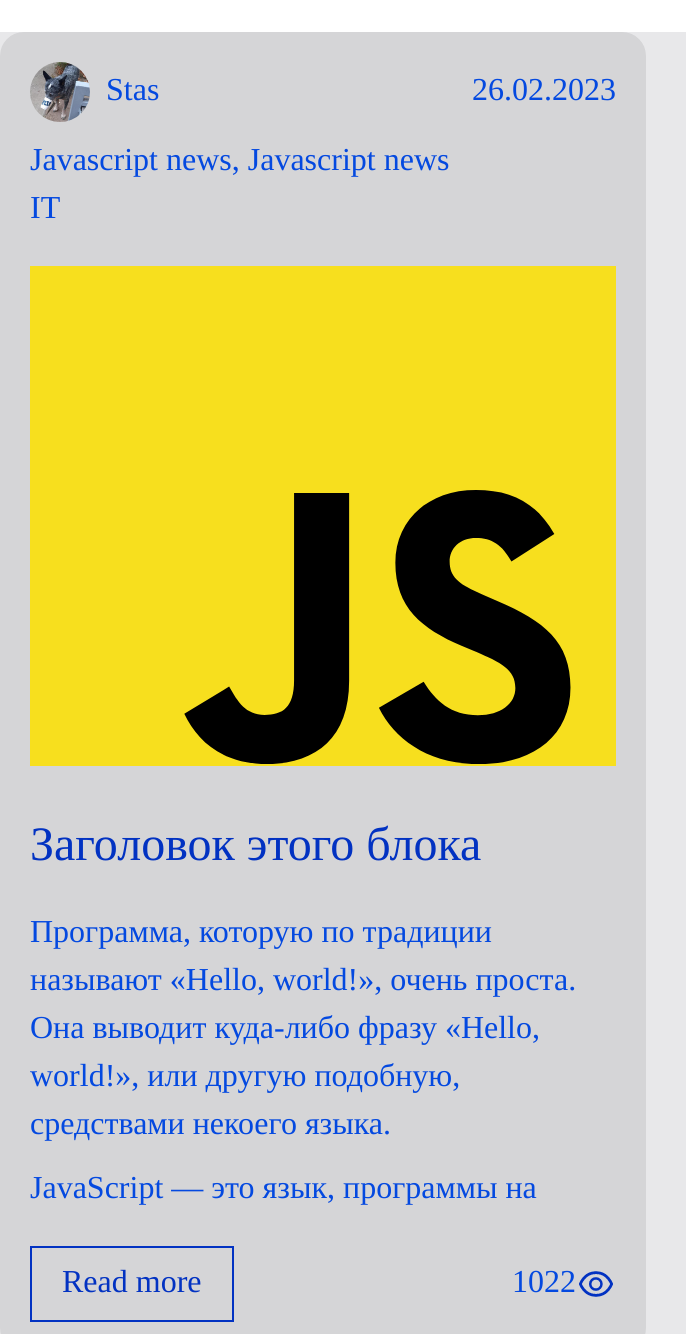 Stas 26.02.2023
Javascript news, Javascript news
IT
JS
Заголовок этого блока
Программа, которую по традиции
называют «Hello, world!», очень проста.
Она выводит куда-либо фразу «Hello,
world!», или другую подобную,
средствами некоего языка.
JavaScript — это язык, программы на
Read more 1022